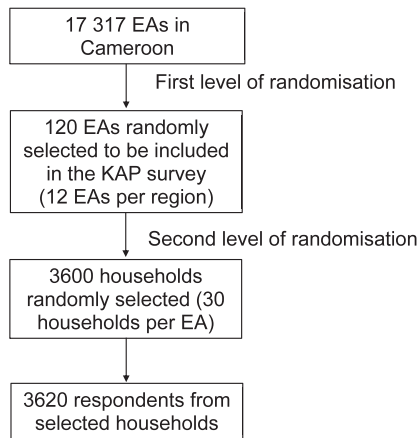 17 317 EAs in
Cameroon
First level of randomisation
120 EAs randomly
selected to be included
in the KAP survey
(12 EAs per region)
Second level of randomisation
3600 households
randomly selected (30
households per EA)
3620 respondents from
selected households